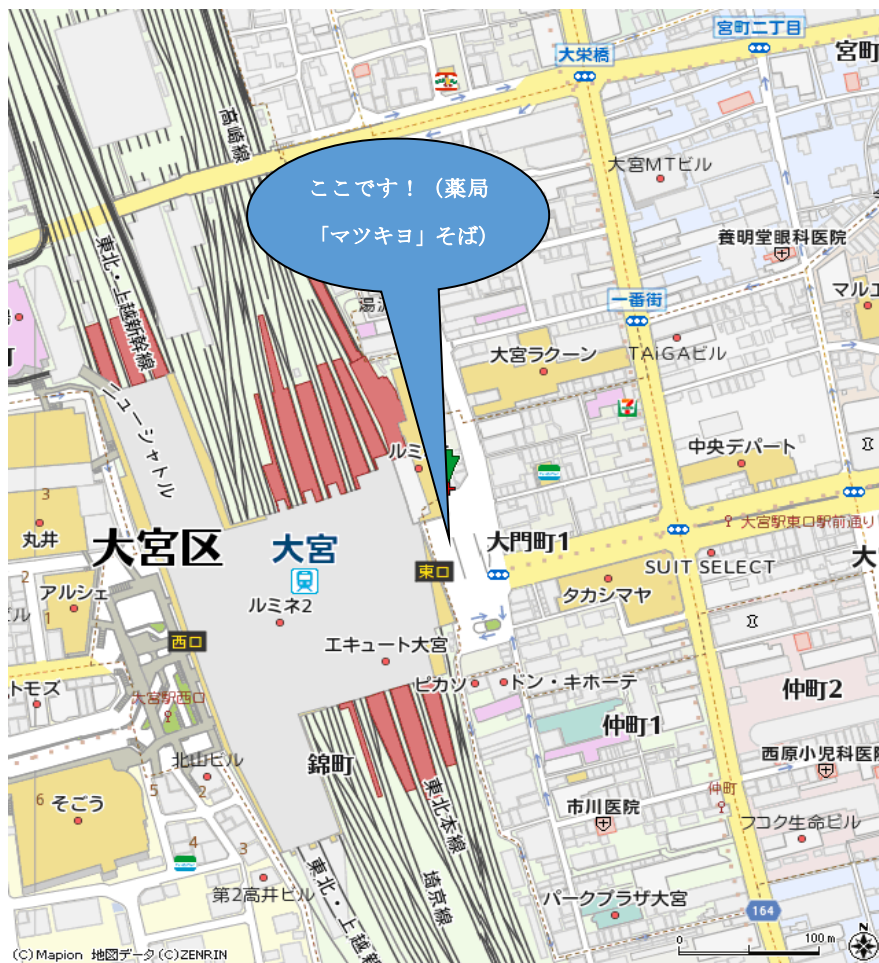 宮町二丁目
大栄橋
宮町
高崎線
大宮MTビル
ここです！（薬局
「マツキヨ」そば）
養明堂眼科医院
東北・上越新幹線
マルエ
一番街
大宮ラクーン
TAIGAビル
ニューシャトル
ルミ
中央デパート
3
丸井
大宮区
大宮
大門町1
大宮駅東口駅前通り
東口
SUIT SELECT
2
アルシェ
ルミネ2
タカシマヤ
ビル
1
西口
エキュート大宮
トモズ
大宮駅西口
ピカソ
ドン・キホーテ
仲町2
仲町1
北山ビル
錦町
西原小児科医院
6
そごう
5
2
東北本線
仲町
市川医院
フコク生命ビル
4
3
埼京線
第2高井ビル
東北・上越新
パークプラザ大宮
164
(C)Mapion 地図データ(C)ZENRIN
0
100m
N